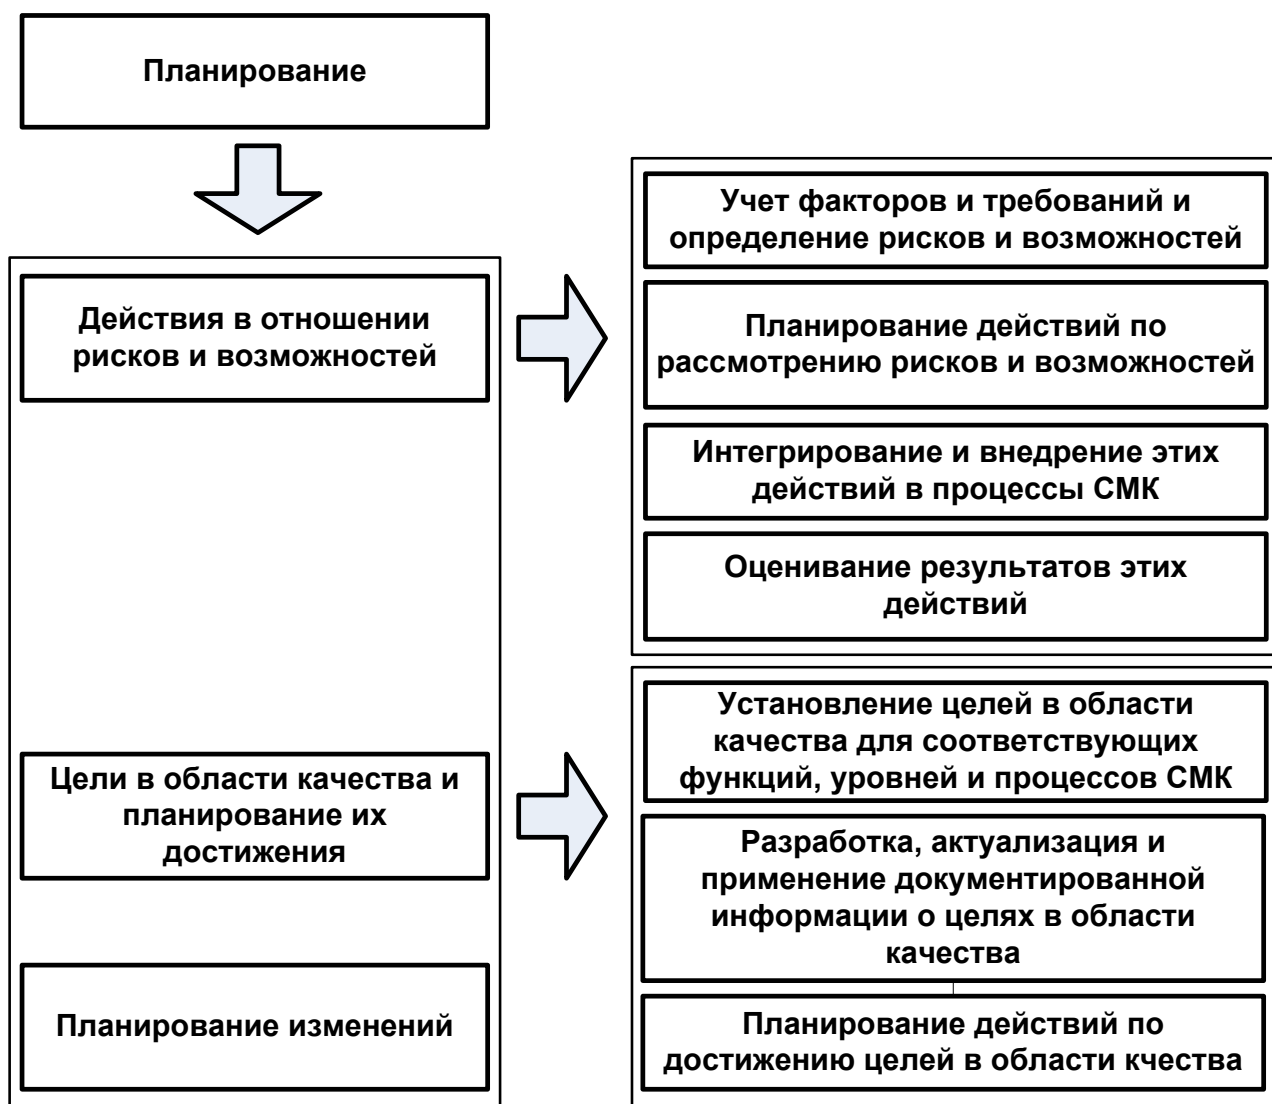 Планирование
Действия в отношении
рисков и возможностей
Учет факторов и требований и
определение рисков и возможностей
Планирование действий по
рассмотрению рисков и возможностей
Интегрирование и внедрение этих
действий в процессы СМК
Оценивание результатов этих
действий
Цели в области качества и
планирование их
достижения
Установление целей в области
качества для соответствующих
функций, уровней и процессов СМК
Разработка, актуализация и
применение документированной
информации о целях в области
качества
Планирование действий по
достижению целей в области кчества
Планирование изменений